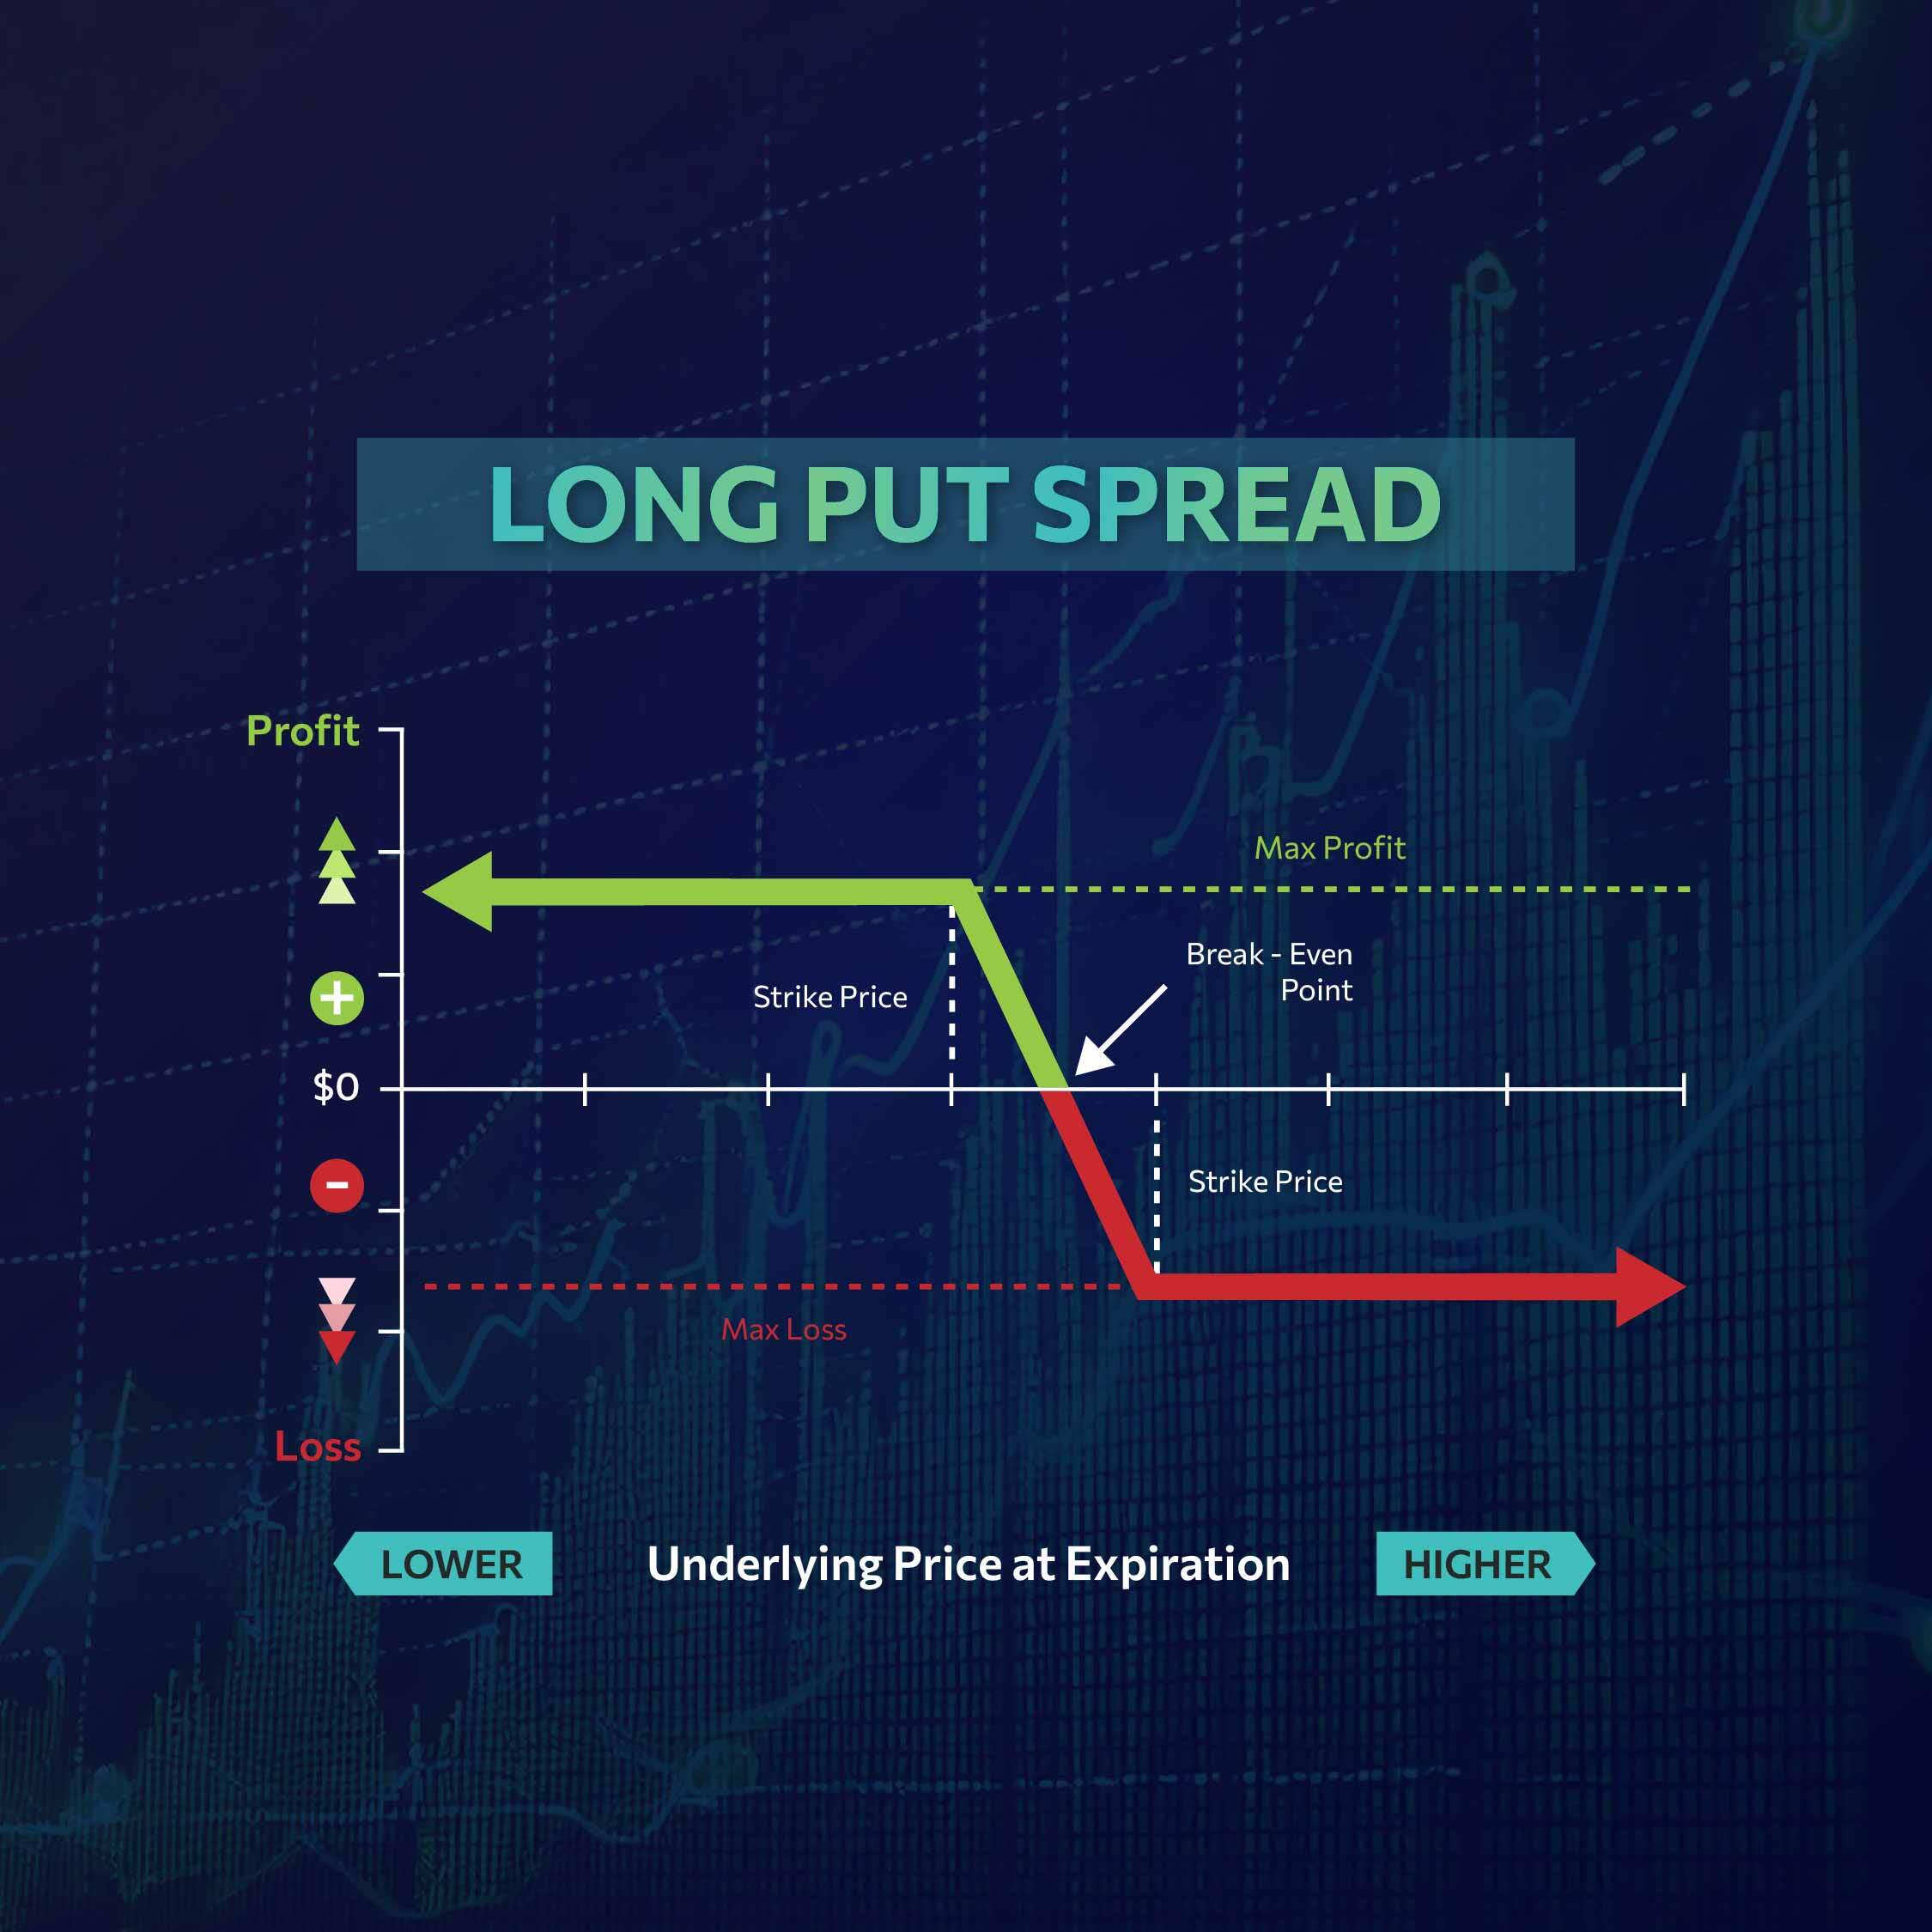 LONG PUT SPREAD
Profit
Max Profit
Break - Even
Point
Strike Price
+
$0
-
Strike Price
Max Loss
Loss
LOWER
Underlying Price at Expiration
HIGHER